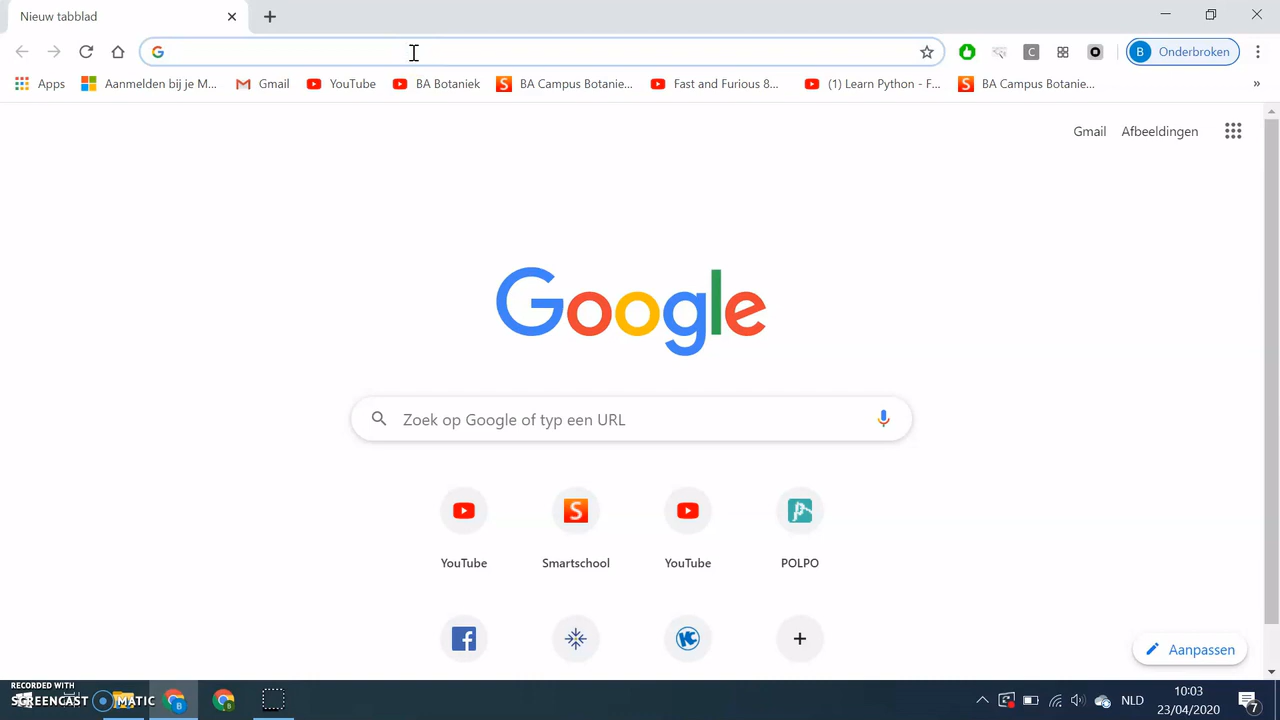 Nieuw tabblad
B Onderbroken
Apps Aanmelden bij je M... Gmail YouTube BA Botaniek BA Campus Botanie... Fast and Furious 8... (1) Learn Python - F... BA Campus Botanie... »
Gmail Afbeeldingen
Google
Zoek op Google of typ een URL
YouTube Smartschool YouTube POLPO
Aanpassen
RECORDED WITH
SCREENCAST MATIC
NLD
10:03
23/04/2020
7